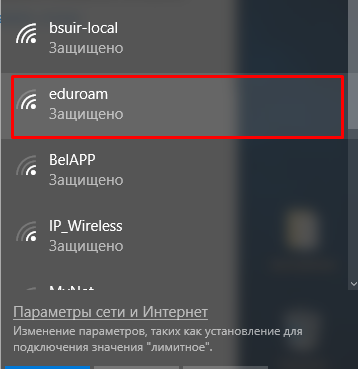 bsuir-local
Защищено
eduroam
Защищено
BelAPP
Защищено
IP_Wireless
Защищено
MyNet
Параметры сети и Интернет
Изменение параметров, таких как установление для
подключения значения "лимитное".